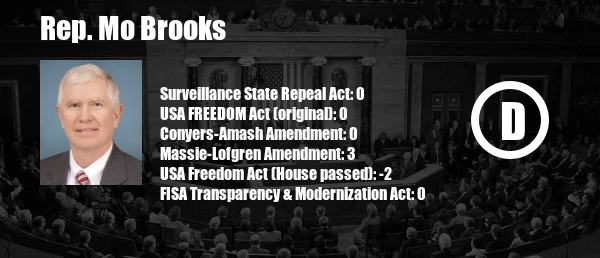 Rep. Mo Brooks
Surveillance State Repeal Act: 0
USA FREEDOM Act (original): 0
Conyers-Amash Amendment: 0
Massie-Lofgren Amendment: 3
USA Freedom Act (House passed): -2
FISA Transparency & Modernization Act: 0
D